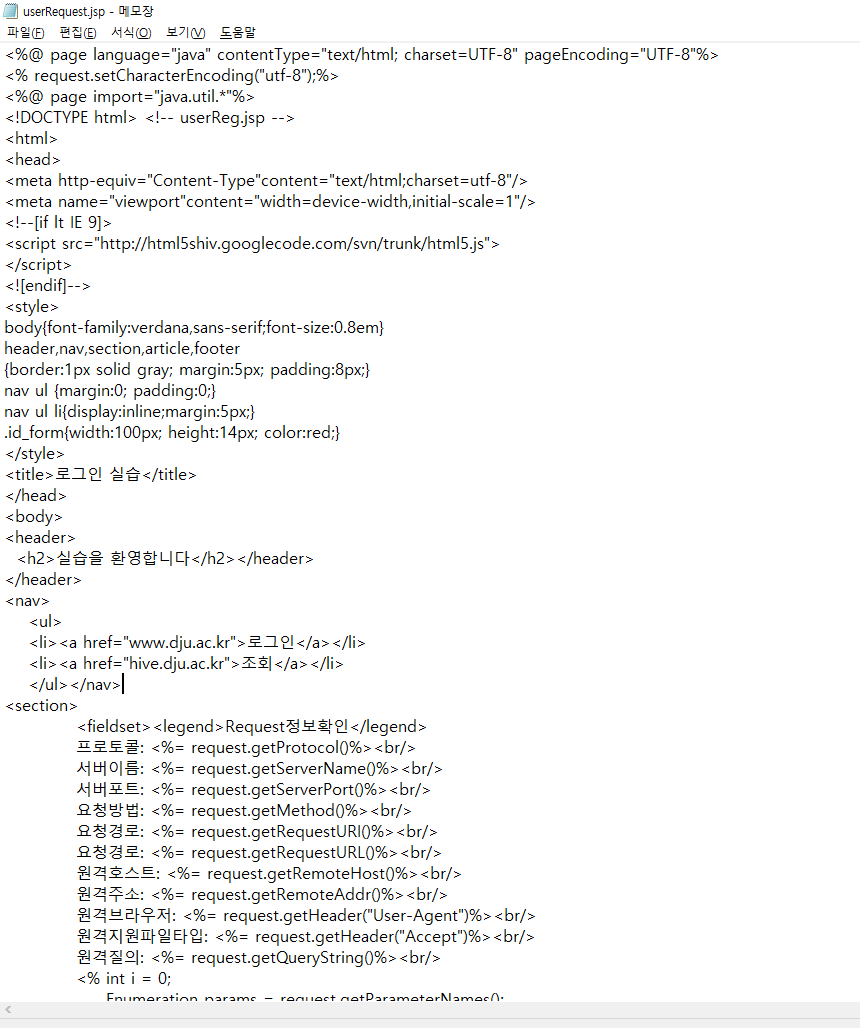 userRequest.jsp - 메모장
파일(F) 편집(E) 서식(O) 보기(V) 도움말
<%@ page language="java" contentType="text/html; charset=UTF-8" pageEncoding="UTF-8"%>
<% request.setCharacterEncoding("utf-8");%>
<%@ page import="java.util.*"%>
<!DOCTYPE html> <!-- userReg.jsp -->
<html>
<head>
<meta http-equiv="Content-Type"content="text/html;charset=utf-8"/>
<meta name="viewport"content="width=device-width,initial-scale=1"/>
<!--[if lt IE 9]>
<script src="http://html5shiv.googlecode.com/svn/trunk/html5.js">
</script>
<![endif]-->
<style>
body{font-family:verdana,sans-serif;font-size:0.8em}
header,nav,section,article,footer
{border:1px solid gray; margin:5px; padding:8px;}
nav ul {margin:0; padding:0;}
nav ul li{display:inline;margin:5px;}
.id_form{width:100px; height:14px; color:red;}
</style>
<title>로그인 실습</title>
</head>
<body>
<header>
<h2>실습을 환영합니다</h2></header>
</header>
<nav>
<ul>
<li><a href="www.dju.ac.kr">로그인</a></li>
<li><a href="hive.dju.ac.kr">조회</a></li>
</ul></nav>
<section>
<fieldset><legend>Request정보확인</legend>
프로토콜: <%= request.getProtocol()%><br/>
서버이름: <%= request.getServerName()%><br/>
서버포트: <%= request.getServerPort()%><br/>
요청방법: <%= request.getMethod()%><br/>
요청경로: <%= request.getRequestURI()%><br/>
요청경로: <%= request.getRequestURL()%><br/>
원격호스트: <%= request.getRemoteHost()%><br/>
원격주소: <%= request.getRemoteAddr()%><br/>
원격브라우저: <%= request.getHeader("User-Agent")%><br/>
원격지원파일타입: <%= request.getHeader("Accept")%><br/>
원격질의: <%= request.getQueryString()%><br/>
<% int i = 0;
Enumeration params = request.getParameterNames();